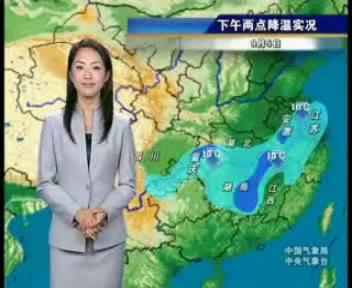 下午两点降温实况
9月5日
10℃
江苏
安徽
湖北
15℃
15℃
四川
重庆
湖南
江西
中国气象局
中央气象台